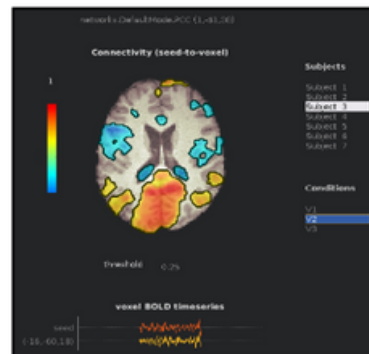 networks.DefaultMode.PCC (1,-61,38)
Connectivity (seed-to-voxel)
1
Threshold 0.25
Subjects
Subject 1
Subject 2
Subject 3
Subject 4
Subject 5
Subject 6
Subject 7
Conditions
V1
V2
V3
voxel BOLD timeseries
seed
(-16,-60,18)